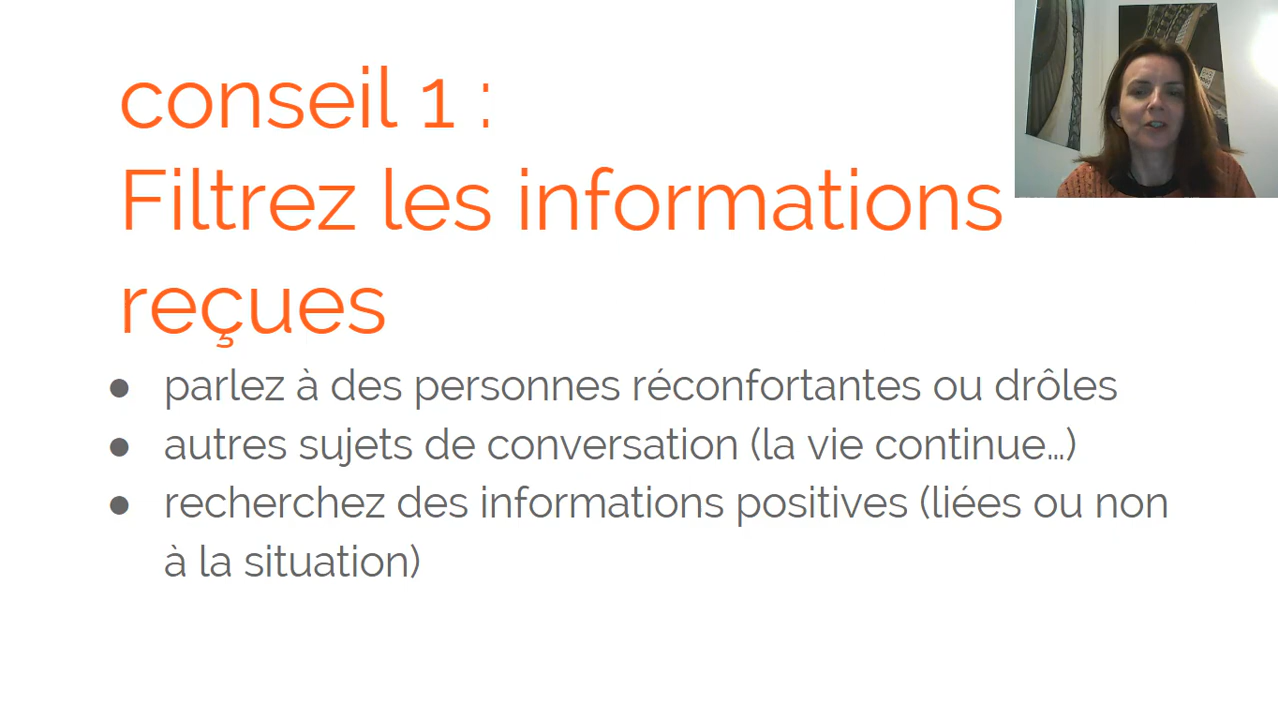 conseil 1 :
Filtrez les informations
reçues
● parlez à des personnes réconfortantes ou drôles
● autres sujets de conversation (la vie continue…)
● recherchez des informations positives (liées ou non
à la situation)